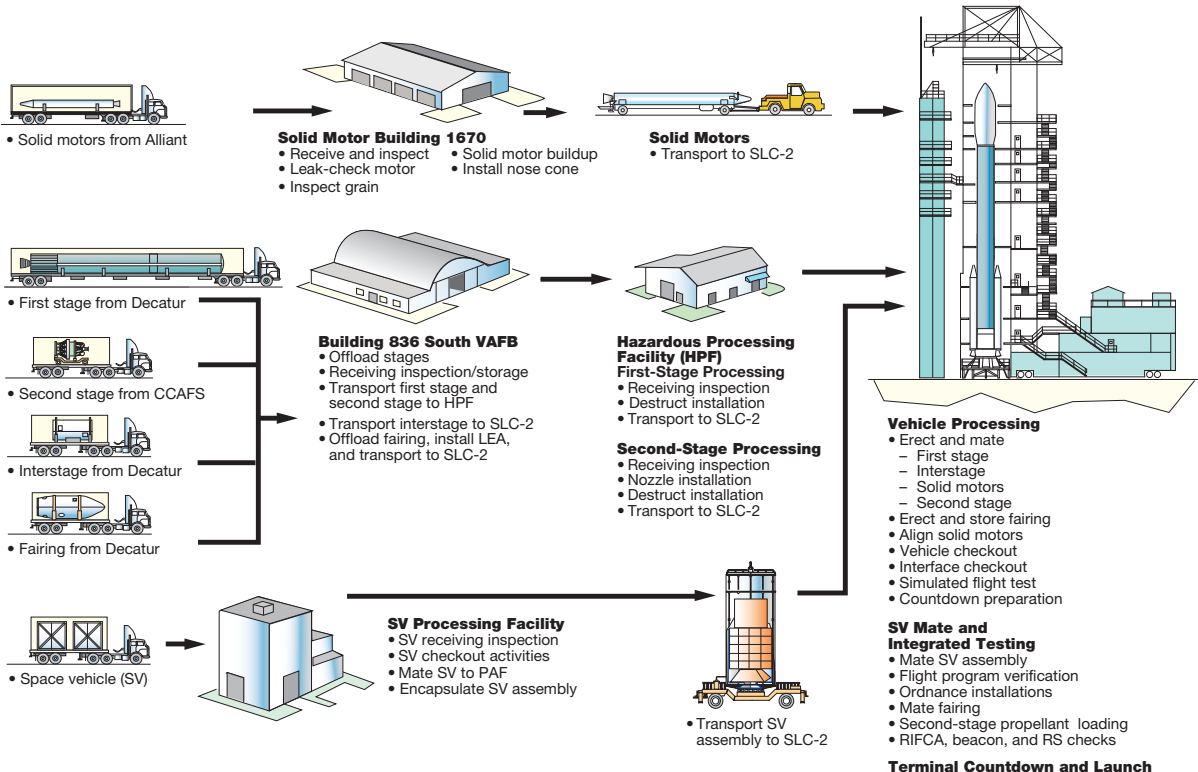 • Solid motors from Alliant
Solid Motor Building 1670
• Receive and inspect
• Leak-check motor
• Inspect grain
• Solid motor buildup
• Install nose cone
Solid Motors
• Transport to SLC-2
• First stage from Decatur
• Second stage from CCAFS
• Interstage from Decatur
• Fairing from Decatur
Building 836 South VAFB
• Offload stages
• Receiving inspection/storage
• Transport first stage and
second stage to HPF
• Transport interstage to SLC-2
• Offload fairing, install LEA,
and transport to SLC-2
Hazardous Processing
Facility (HPF)
First-Stage Processing
• Receiving inspection
• Destruct installation
• Transport to SLC-2
Second-Stage Processing
• Receiving inspection
• Nozzle installation
• Destruct installation
• Transport to SLC-2
• Space vehicle (SV)
SV Processing Facility
• SV receiving inspection
• SV checkout activities
• Mate SV to PAF
• Encapsulate SV assembly
• Transport SV
assembly to SLC-2
Vehicle Processing
• Erect and mate
– First stage
– Interstage
– Solid motors
– Second stage
• Erect and store fairing
• Align solid motors
• Vehicle checkout
• Interface checkout
• Simulated flight test
• Countdown preparation
SV Mate and
Integrated Testing
• Mate SV assembly
• Flight program verification
• Ordnance installations
• Mate fairing
• Second-stage propellant loading
• RIFCA, beacon, and RS checks
Terminal Countdown and Launch